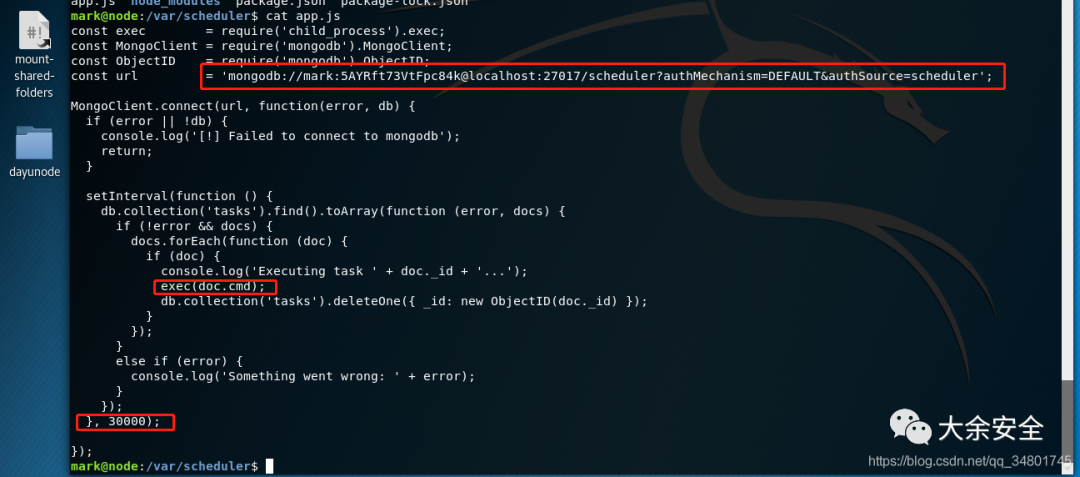 app.js node_modules package.json package-lock.json
mark@node:/var/scheduler$ cat app.js
const exec        = require('child_process').exec;
const MongoClient = require('mongodb').MongoClient;
const ObjectID    = require('mongodb').ObjectID;
const url         = 'mongodb://mark:5AYRft73VtFpc84k@localhost:27017/scheduler?authMechanism=DEFAULT&authSource=scheduler';
MongoClient.connect(url, function(error, db) {
  if (error || !db) {
    console.log('[!] Failed to connect to mongodb');
    return;
  }
  setInterval(function () {
    db.collection('tasks').find().toArray(function (error, docs) {
      if (!error && docs) {
        docs.forEach(function (doc) {
          if (doc) {
            console.log('Executing task ' + doc._id + '...');
            exec(doc.cmd);
            db.collection('tasks').deleteOne({ _id: new ObjectID(doc._id) });
          }
        });
      }
      else if (error) {
        console.log('Something went wrong: ' + error);
      }
    });
  }, 30000);
});
mark@node:/var/scheduler$
mount-
shared-
folders
dayunode
大余安全
https://blog.csdn.net/qq_34801745